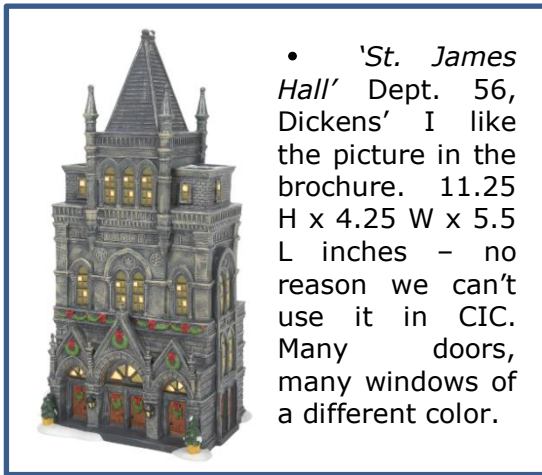 • ‘St. James
Hall’ Dept. 56,
Dickens’ I like
the picture in the
brochure. 11.25
H x 4.25 W x 5.5
L inches – no
reason we can’t
use it in CIC.
Many doors,
many windows of
a different color.